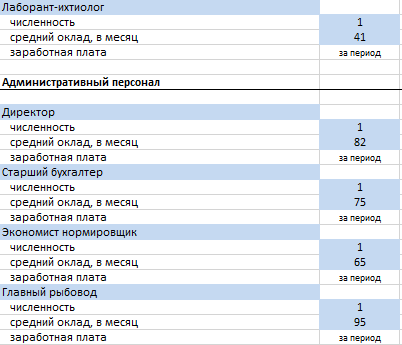 Лаборант-ихтиолог
численность 1
средний оклад, в месяц 41
заработная плата за период
Административный персонал
Директор
численность 1
средний оклад, в месяц 82
заработная плата за период
Старший бухгалтер
численность 1
средний оклад, в месяц 75
заработная плата за период
Экономист нормировщик
численность 1
средний оклад, в месяц 65
заработная плата за период
Главный рыбовод
численность 1
средний оклад, в месяц 95
заработная плата за период